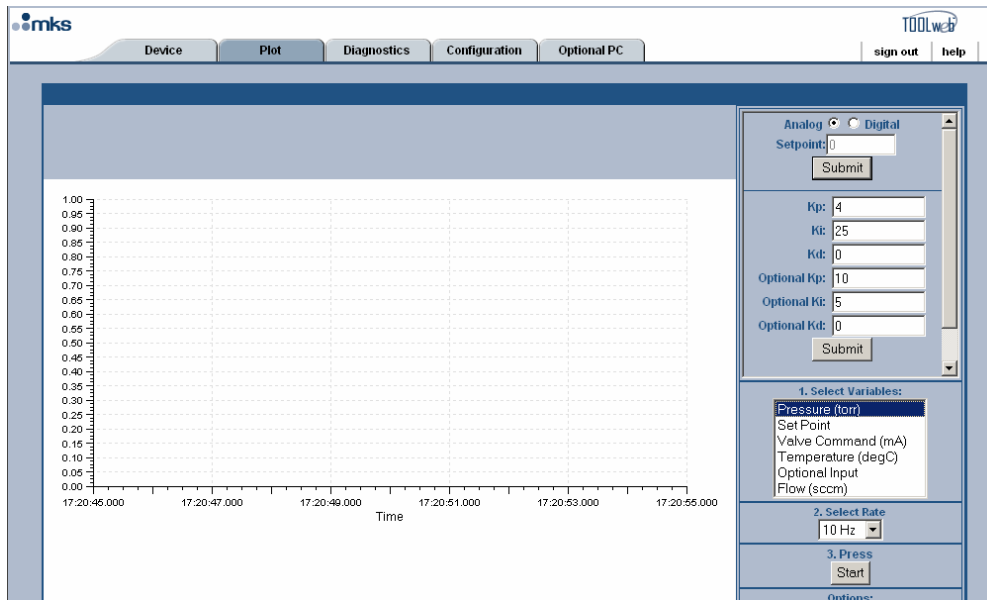 mks
TOOLweb
Device
Plot
Diagnostics
Configuration
Optional PC
sign out
help
Analog
Digital
Setpoint: 0
Submit
Kp: 4
Ki: 25
Kd: 0
Optional Kp: 10
Optional Ki: 5
Optional Kd: 0
Submit
1.00
0.95
0.90
0.85
0.80
0.75
0.70
0.65
0.60
0.55
0.50
0.45
0.40
0.35
0.30
0.25
0.20
0.15
0.10
0.05
0.00
17:20:45.000
17:20:47.000
17:20:49.000
17:20:51.000
17:20:53.000
17:20:55.000
Time
1. Select Variables:
Pressure (torr)
Set Point
Valve Command (mA)
Temperature (degC)
Optional Input
Flow (sccm)
2. Select Rate
10 Hz
3. Press
Start
Options: